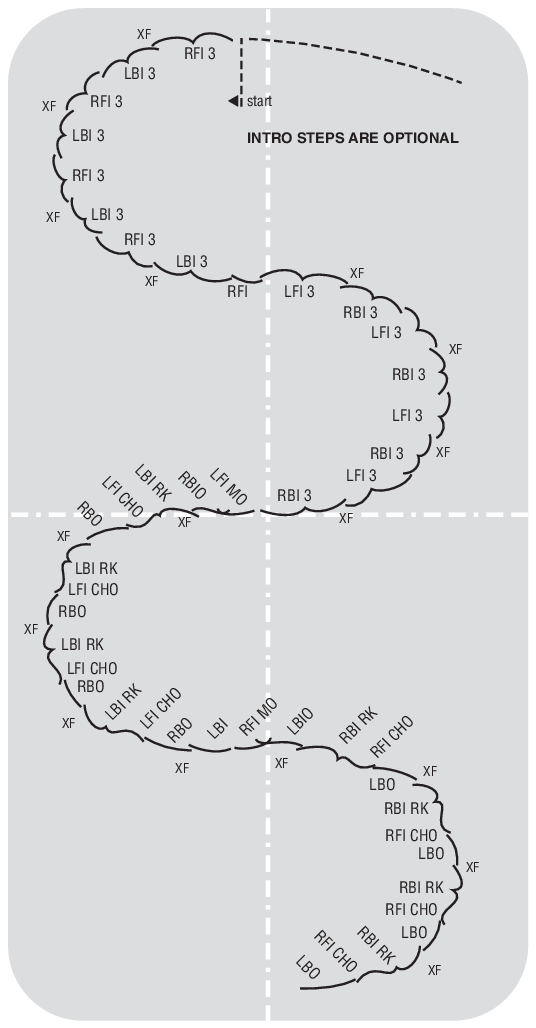 XF
RFI 3
LBI 3
XF
RFI 3
start
LBI 3
INTRO STEPS ARE OPTIONAL
RFI 3
XF
LBI 3
RFI 3
LBI 3
XF
RFI
LFI 3
XF
RBI 3
LFI 3
XF
RBI 3
LFI 3
RBI 3
XF
LFI 3
RBI 3
XF
LFI MO
RBIO
XF
LBI RK
LFI CHO
RBO
XF
LBI RK
LFI CHO
RBO
XF
LBI RK
LFI CHO
RBO
XF
LBI RK
LFI CHO
RBO
XF
LBI
RFI MO
LBIO
XF
RBI RK
RFI CHO
LBO
XF
RBI RK
RFI CHO
LBO
XF
RBI RK
RFI CHO
LBO
XF
RBI RK
RFI CHO
LBO